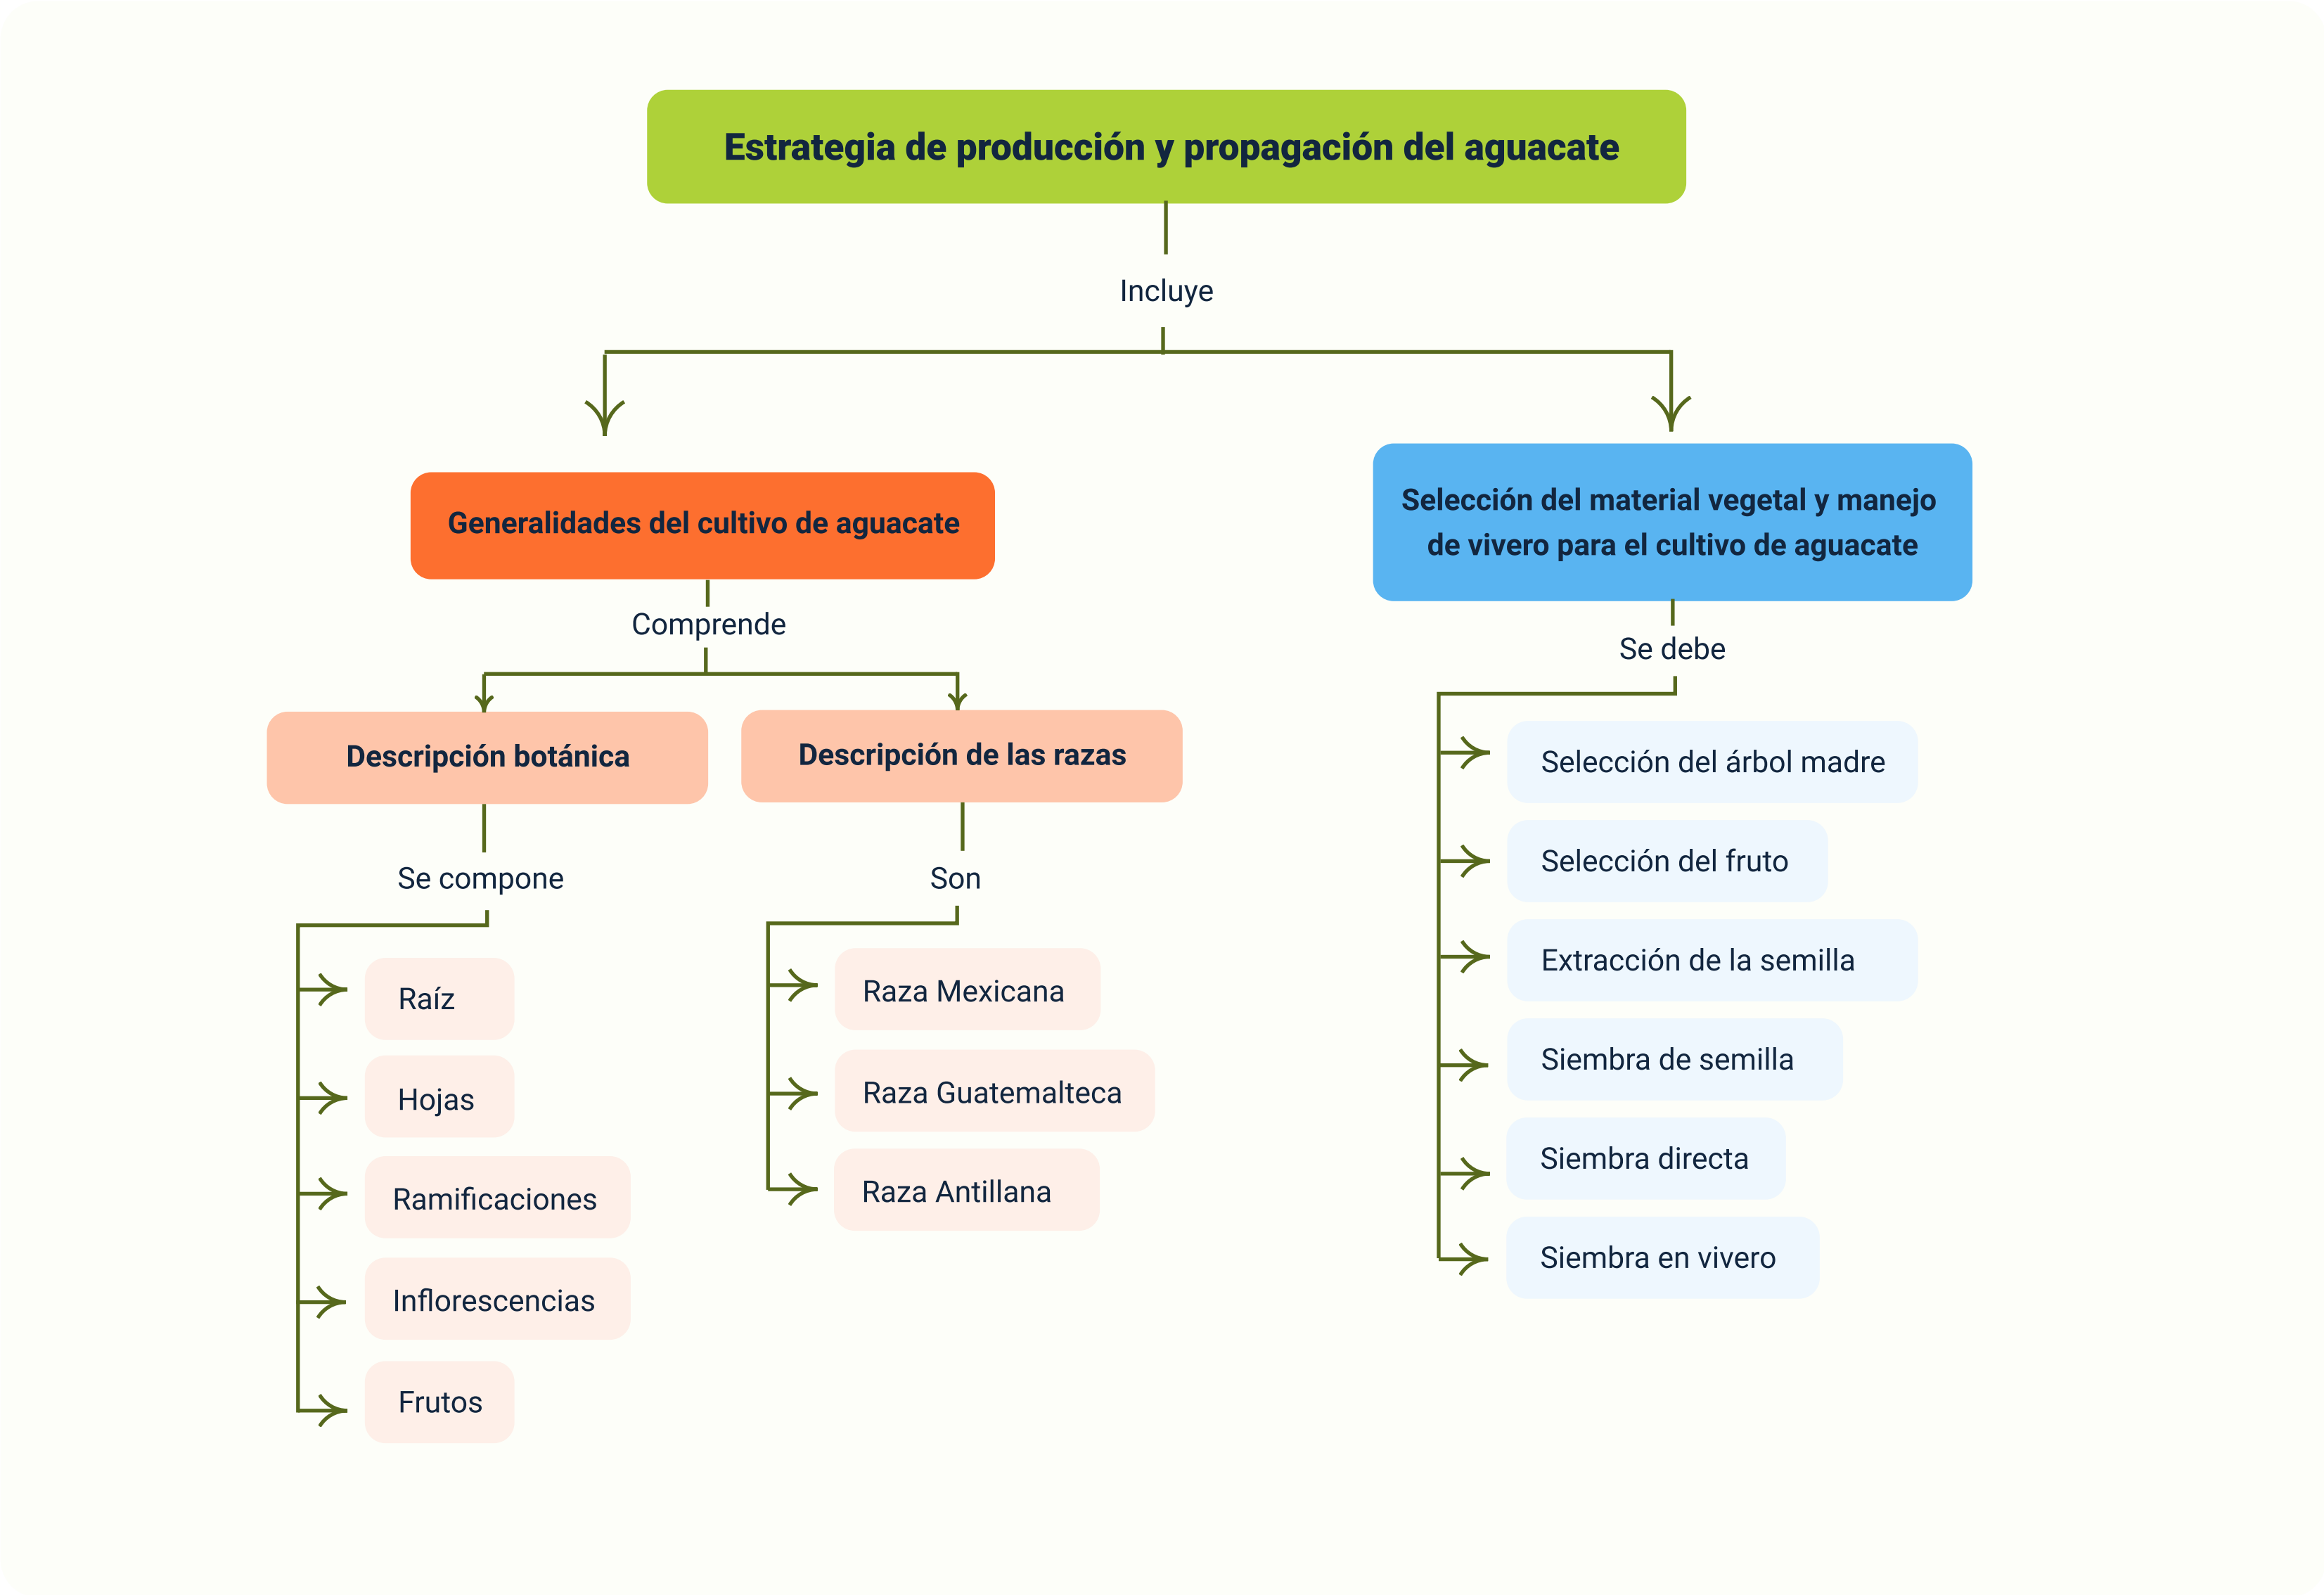 Estrategia de producción y propagación del aguacate
Incluye
Generalidades del cultivo de aguacate
Comprende
Descripción botánica
Se compone
Raíz
Hojas
Ramificaciones
Inflorescencias
Frutos
Descripción de las razas
Son
Raza Mexicana
Raza Guatemalteca
Raza Antillana
Selección del material vegetal y manejo
de vivero para el cultivo de aguacate
Se debe
Selección del árbol madre
Selección del fruto
Extracción de la semilla
Siembra de semilla
Siembra directa
Siembra en vivero